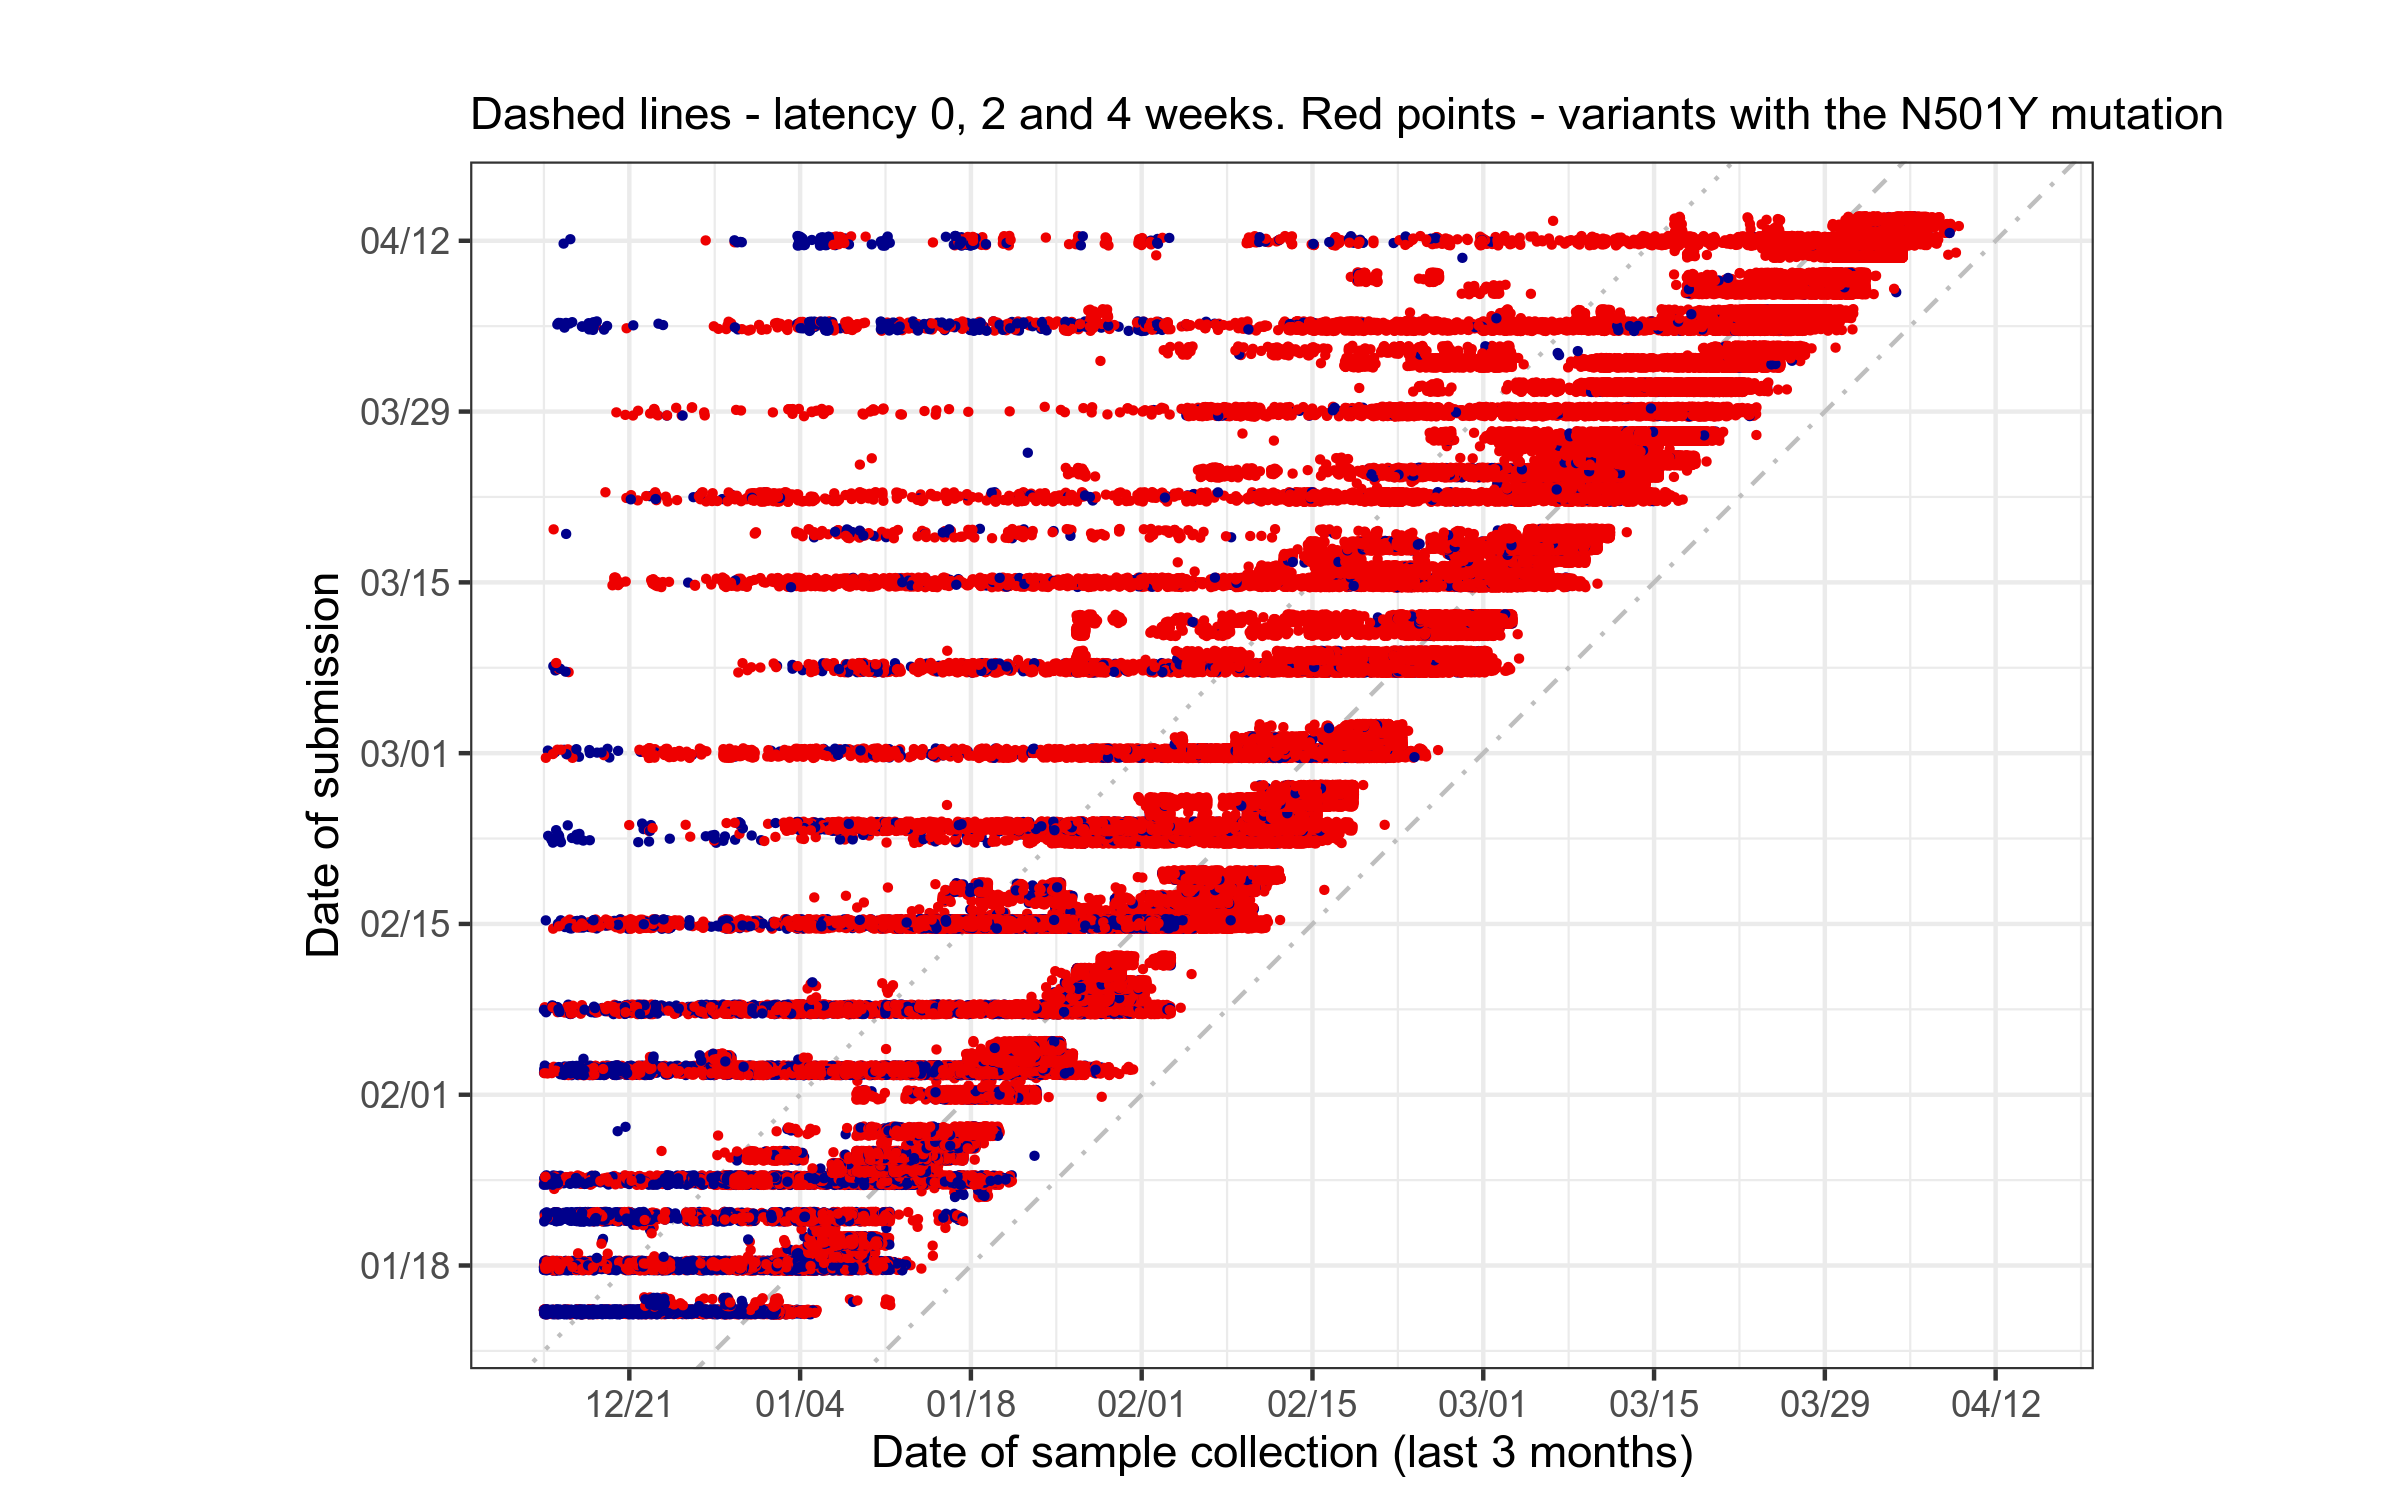 Dashed lines - latency 0, 2 and 4 weeks. Red points - variants with the N501Y mutation
04/12
03/29
03/15
03/01
02/15
02/01
01/18
Date of submission
12/21 01/04 01/18 02/01 02/15 03/01 03/15 03/29 04/12
Date of sample collection (last 3 months)